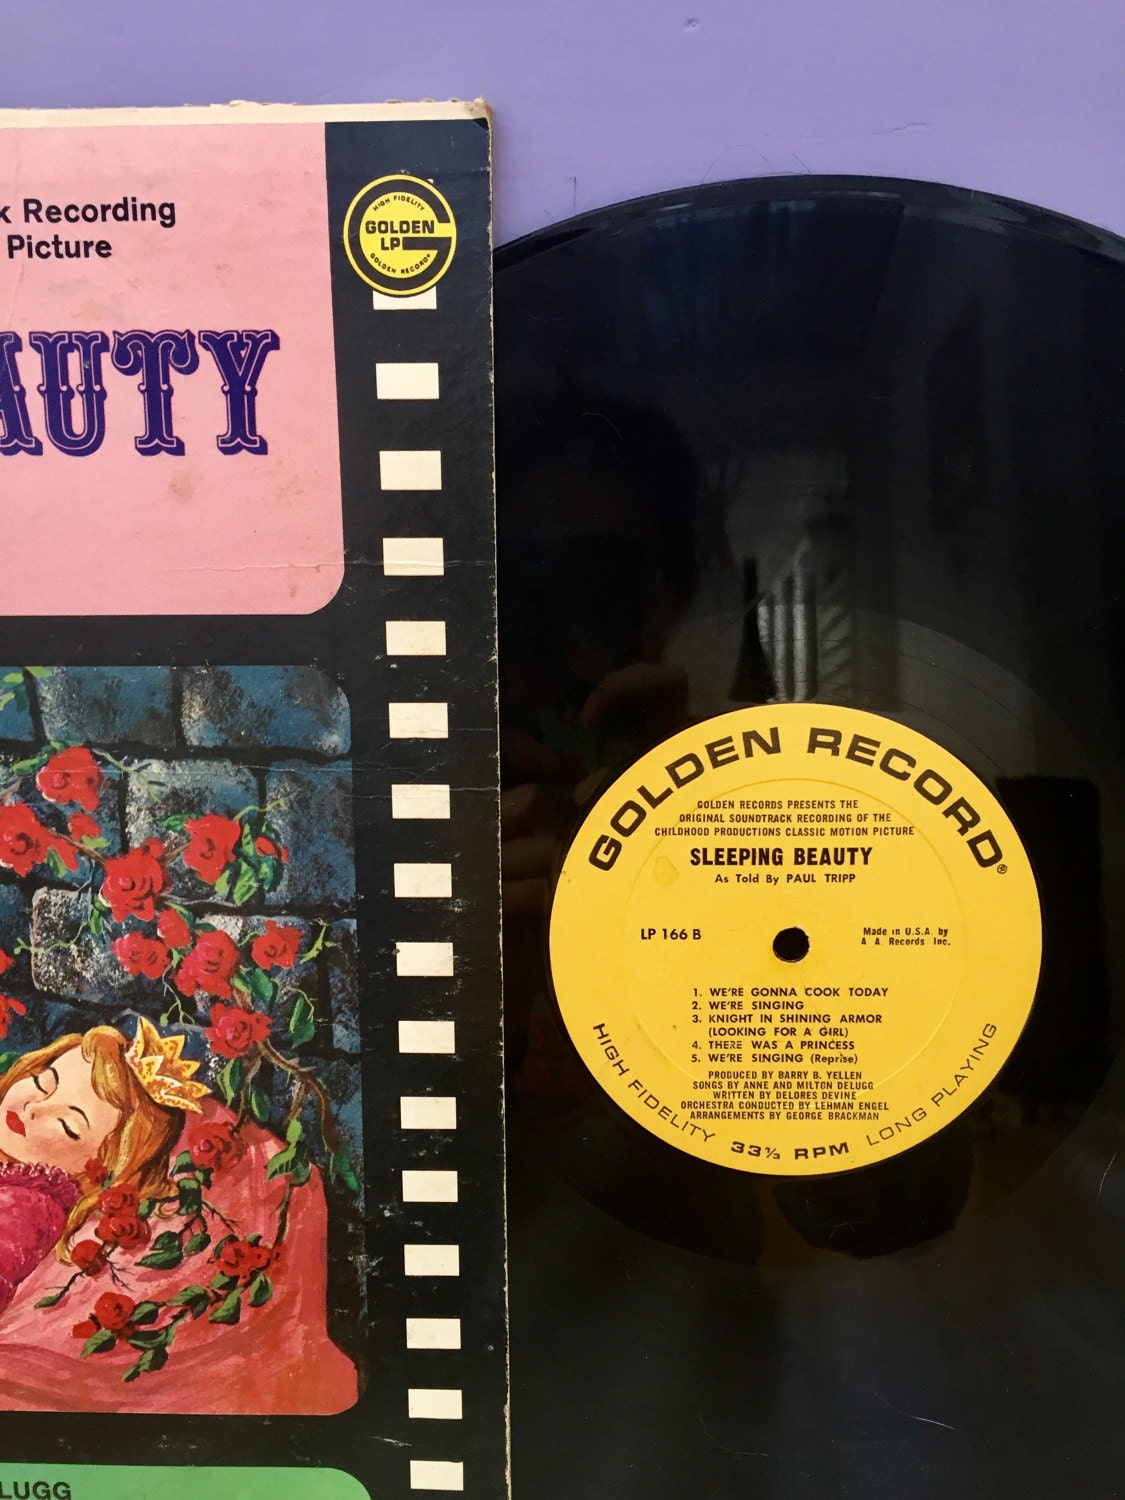 k Recording
Picture
AUTY
HIGH FIDELITY
GOLDEN
LP
GOLDEN RECORD®
LUGG
GOLDEN RECORD®
GOLDEN RECORDS PRESENTS THE
ORIGINAL SOUNDTRACK RECORDING OF THE
CHILDHOOD PRODUCTIONS CLASSIC MOTION PICTURE
SLEEPING BEAUTY
As Told By PAUL TRIPP
LP 166 B
Made in U.S.A. by
A. A. Records Inc.
1. WE'RE GONNA COOK TODAY
2. WE'RE SINGING
3. KNIGHT IN SHINING ARMOR
(LOOKING FOR A GIRL)
4. THERE WAS A PRINCESS
5. WE'RE SINGING (Reprise)
PRODUCED BY BARRY B. YELLEN
SONGS BY ANNE AND MILTON DELUGG
WRITTEN BY DELORES DEVINE
ORCHESTRA CONDUCTED BY LEHMAN ENGEL
ARRANGEMENTS BY GEORGE BRACKMAN
HIGH FIDELITY 33⅓ RPM LONG PLAYING